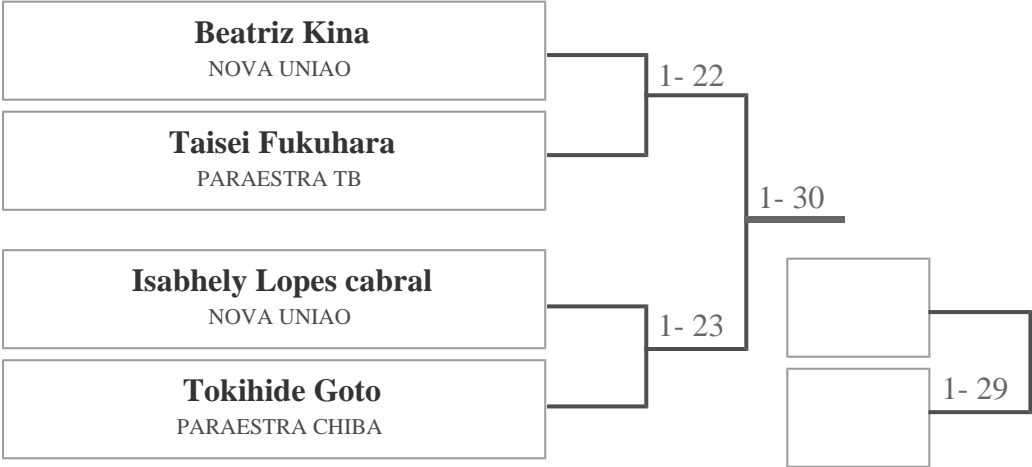 Beatriz Kina
NOVA UNIAO
1- 22
Taisei Fukuhara
PARAESTRA TB
1- 30
Isabhely Lopes cabral
NOVA UNIAO
1- 23
Tokihide Goto
PARAESTRA CHIBA
1- 29